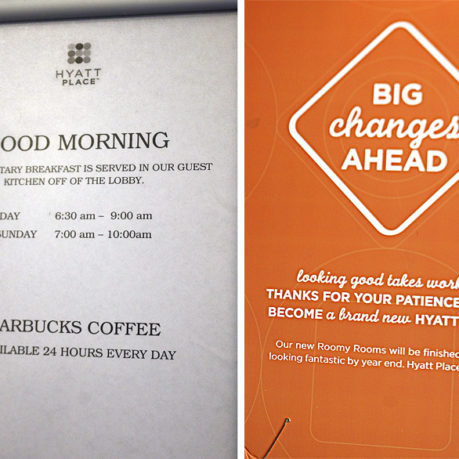 HYATT
PLACE™
OOD MORNING
TARY BREAKFAST IS SERVED IN OUR GUEST
KITCHEN OFF OF THE LOBBY.
DAY 6:30 am – 9:00 am
SUNDAY 7:00 am – 10:00am
ARBUCKS COFFEE
ILABLE 24 HOURS EVERY DAY
BIG
changes
AHEAD
looking good takes work
THANKS FOR YOUR PATIENCE
BECOME a brand new HYATT
Our new Roomy Rooms will be finished
looking fantastic by year end. Hyatt Place